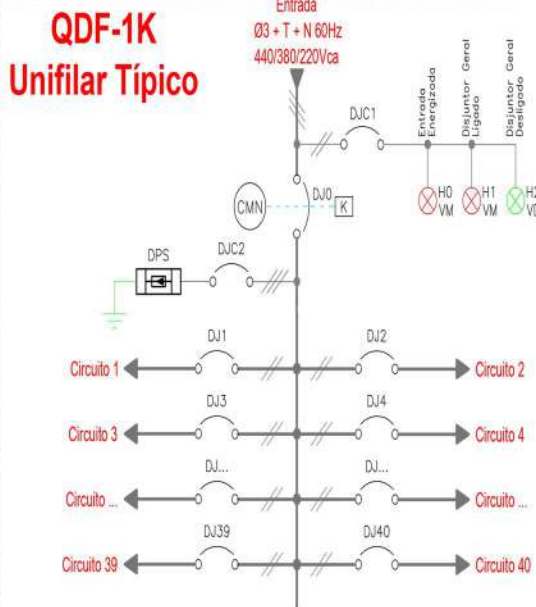 QDF-1K
Unifilar Típico
Entrada
Ø3 + T + N 60Hz
440/380/220Vca
DJC1
Entrada
Energizada
Disjuntor Geral
Ligado
Disjuntor Geral
Desligado
H0
VM
H1
VM
H2
CMN
DJ0
K
DPS
DJC2
DJ1
DJ2
Circuito 1
Circuito 2
DJ3
DJ4
Circuito 3
Circuito 4
DJ...
DJ...
Circuito ...
Circuito ...
DJ39
DJ40
Circuito 39
Circuito 40